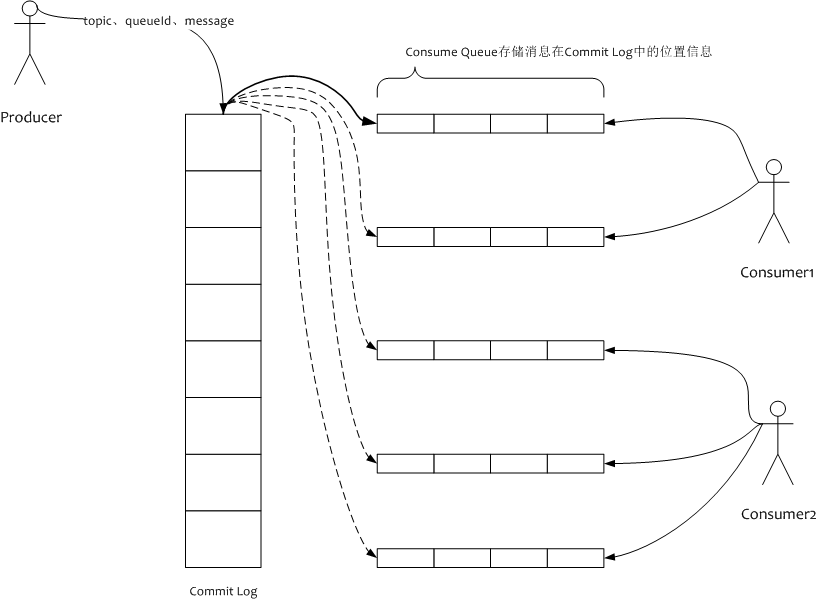 topic、queueId、message
Consume Queue存储消息在Commit Log中的位置信息
Producer
Consumer1
Consumer2
Commit Log